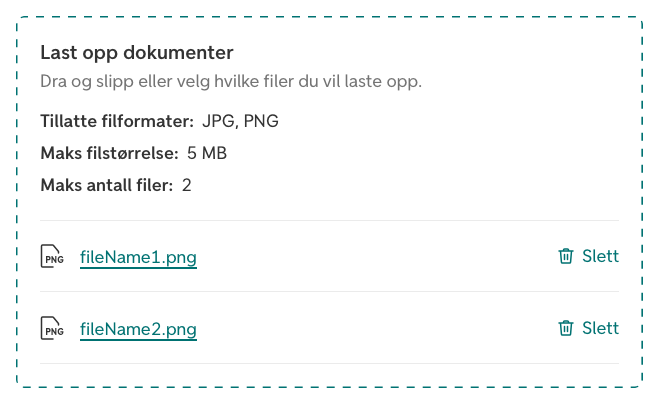 Last opp dokumenter
Dra og slipp eller velg hvilke filer du vil laste opp.
Tillatte filformater: JPG, PNG
Maks filstørrelse: 5 MB
Maks antall filer: 2
PNG fileName1.png Slett
PNG fileName2.png Slett